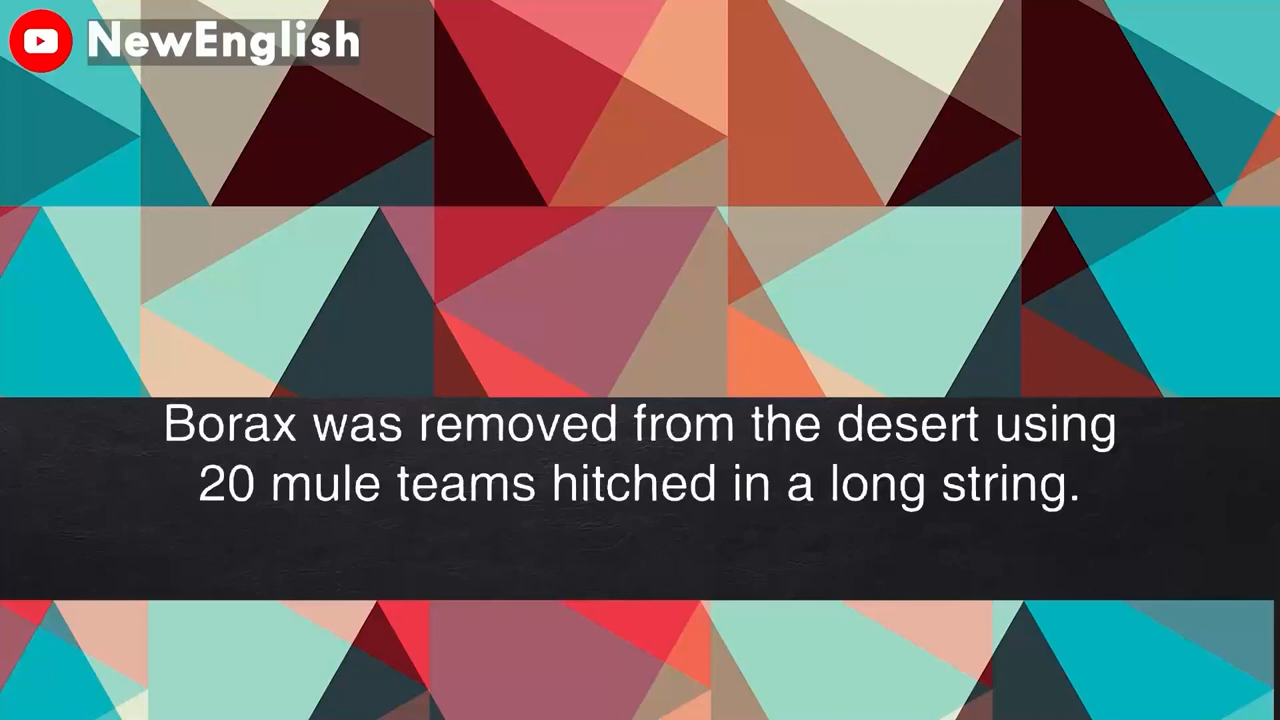 NewEnglish
Borax was removed from the desert using
20 mule teams hitched in a long string.